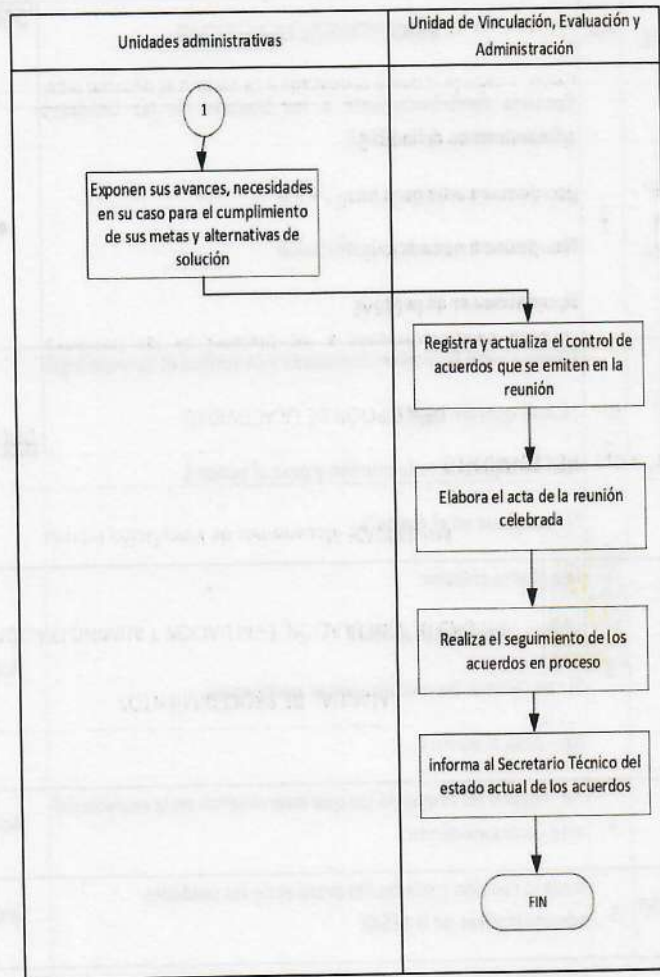 Unidades administrativas
Unidad de Vinculación, Evaluación y
Administración
1
Exponen sus avances, necesidades
en su caso para el cumplimiento
de sus metas y alternativas de
solución
Registra y actualiza el control de
acuerdos que se emiten en la
reunión
Elabora el acta de la reunión
celebrada
Realiza el seguimiento de los
acuerdos en proceso
informa al Secretario Técnico del
estado actual de los acuerdos
FIN